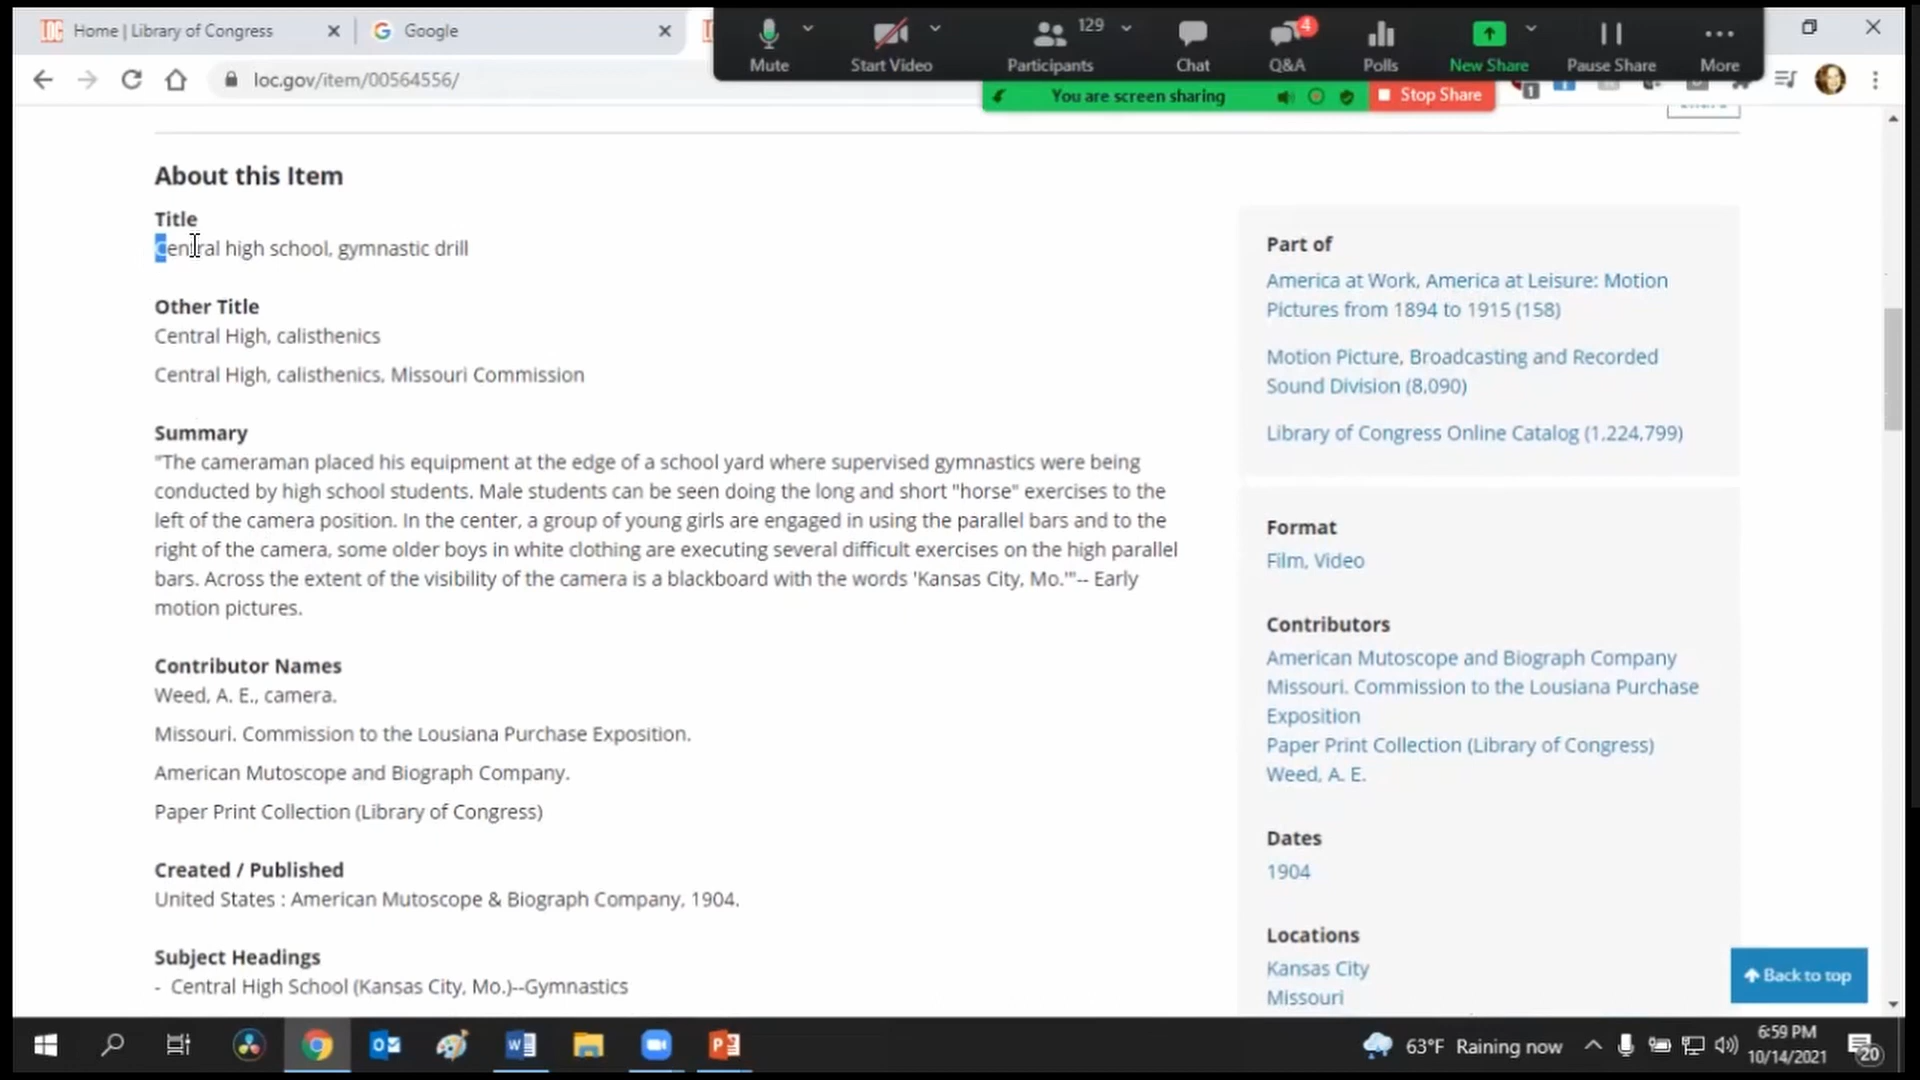 Home | Library of Congress
Google
Mute
Start Video
Participants
129
Chat
4
Q&A
Polls
New Share
Pause Share
More
loc.gov/item/00564556/
You are screen sharing
Stop Share
1
About this Item
Title
Central high school, gymnastic drill
Other Title
Central High, calisthenics
Central High, calisthenics, Missouri Commission
Summary
"The cameraman placed his equipment at the edge of a school yard where supervised gymnastics were being
conducted by high school students. Male students can be seen doing the long and short "horse" exercises to the
left of the camera position. In the center, a group of young girls are engaged in using the parallel bars and to the
right of the camera, some older boys in white clothing are executing several difficult exercises on the high parallel
bars. Across the extent of the visibility of the camera is a blackboard with the words 'Kansas City, Mo.'"-- Early
motion pictures.
Contributor Names
Weed, A. E., camera.
Missouri. Commission to the Lousiana Purchase Exposition.
American Mutoscope and Biograph Company.
Paper Print Collection (Library of Congress)
Created / Published
United States : American Mutoscope & Biograph Company, 1904.
Subject Headings
- Central High School (Kansas City, Mo.)--Gymnastics
Part of
America at Work, America at Leisure: Motion
Pictures from 1894 to 1915 (158)
Motion Picture, Broadcasting and Recorded
Sound Division (8,090)
Library of Congress Online Catalog (1,224,799)
Format
Film, Video
Contributors
American Mutoscope and Biograph Company
Missouri. Commission to the Lousiana Purchase
Exposition
Paper Print Collection (Library of Congress)
Weed, A. E.
Dates
1904
Locations
Kansas City
Missouri
Back to top
63°F Raining now
6:59 PM
10/14/2021
20